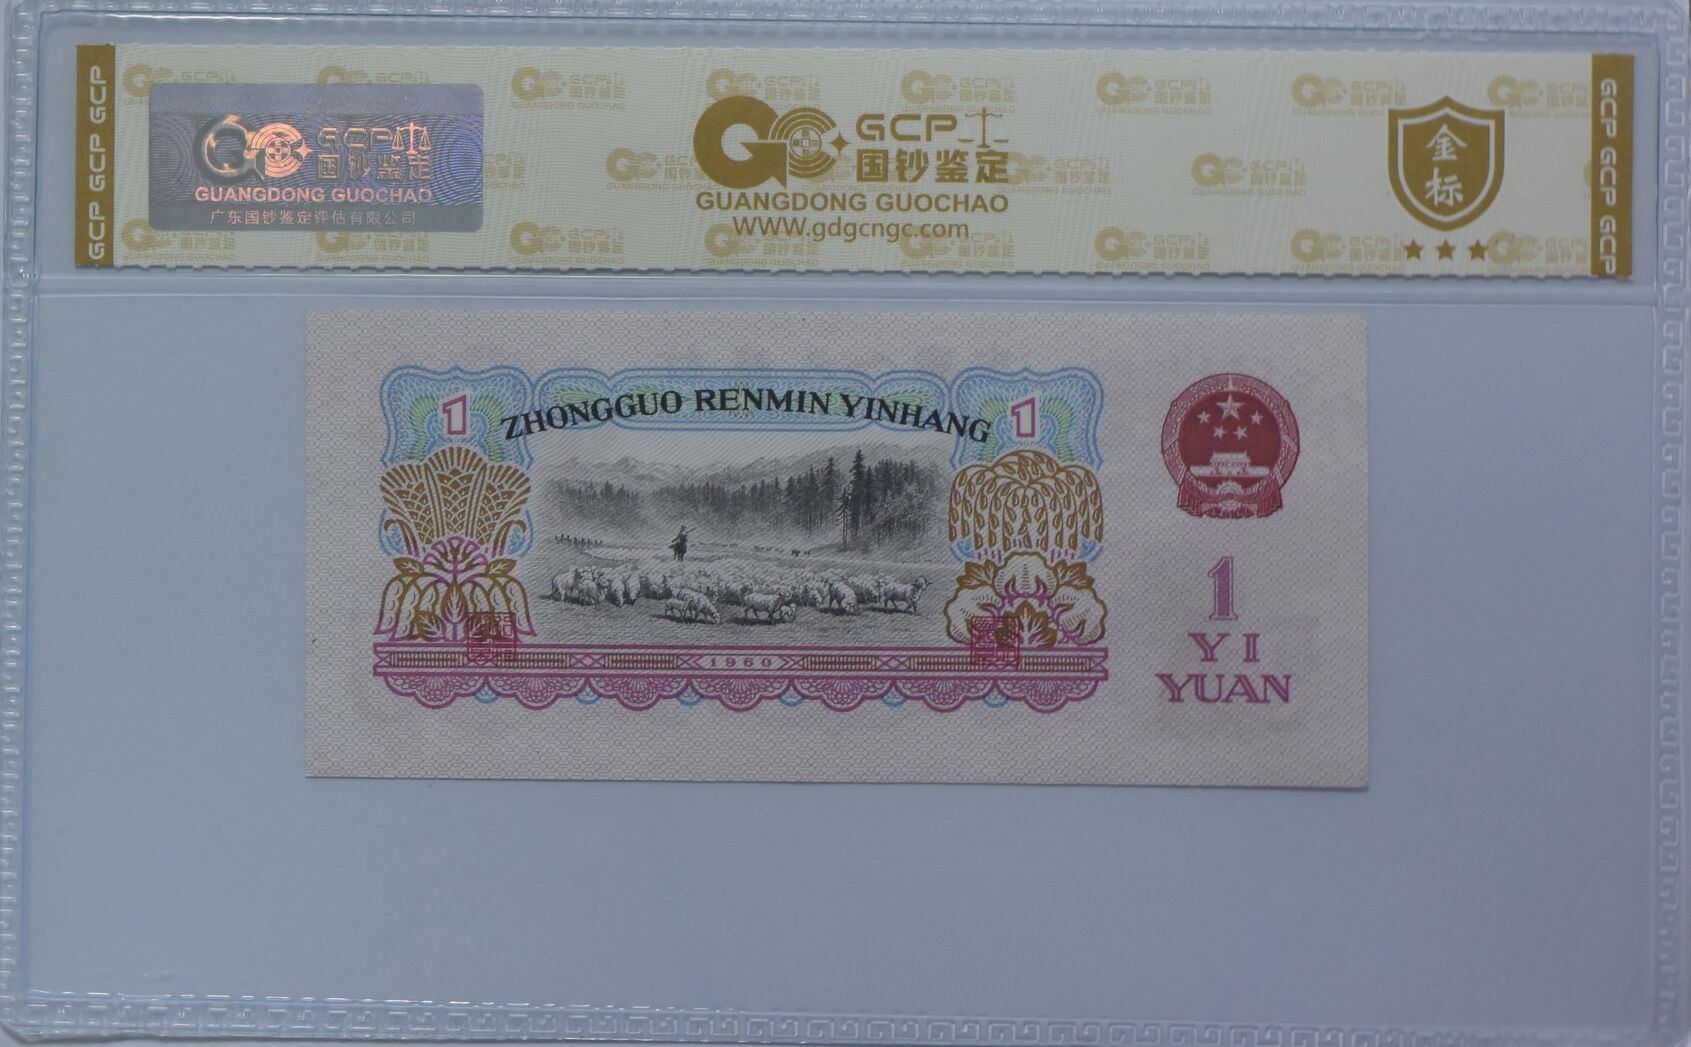 GCP GCP GCP
GCP
国钞鉴定
GUANGDONG GUOCHAO
广东国钞鉴定评估有限公司
GCP
国钞鉴定
GUANGDONG GUOCHAO
WWW.gdgcngc.com
金
标
GCP GCP GCP
1
ZHONGGUO RENMIN YINHANG
1
1960
1
YI
YUAN